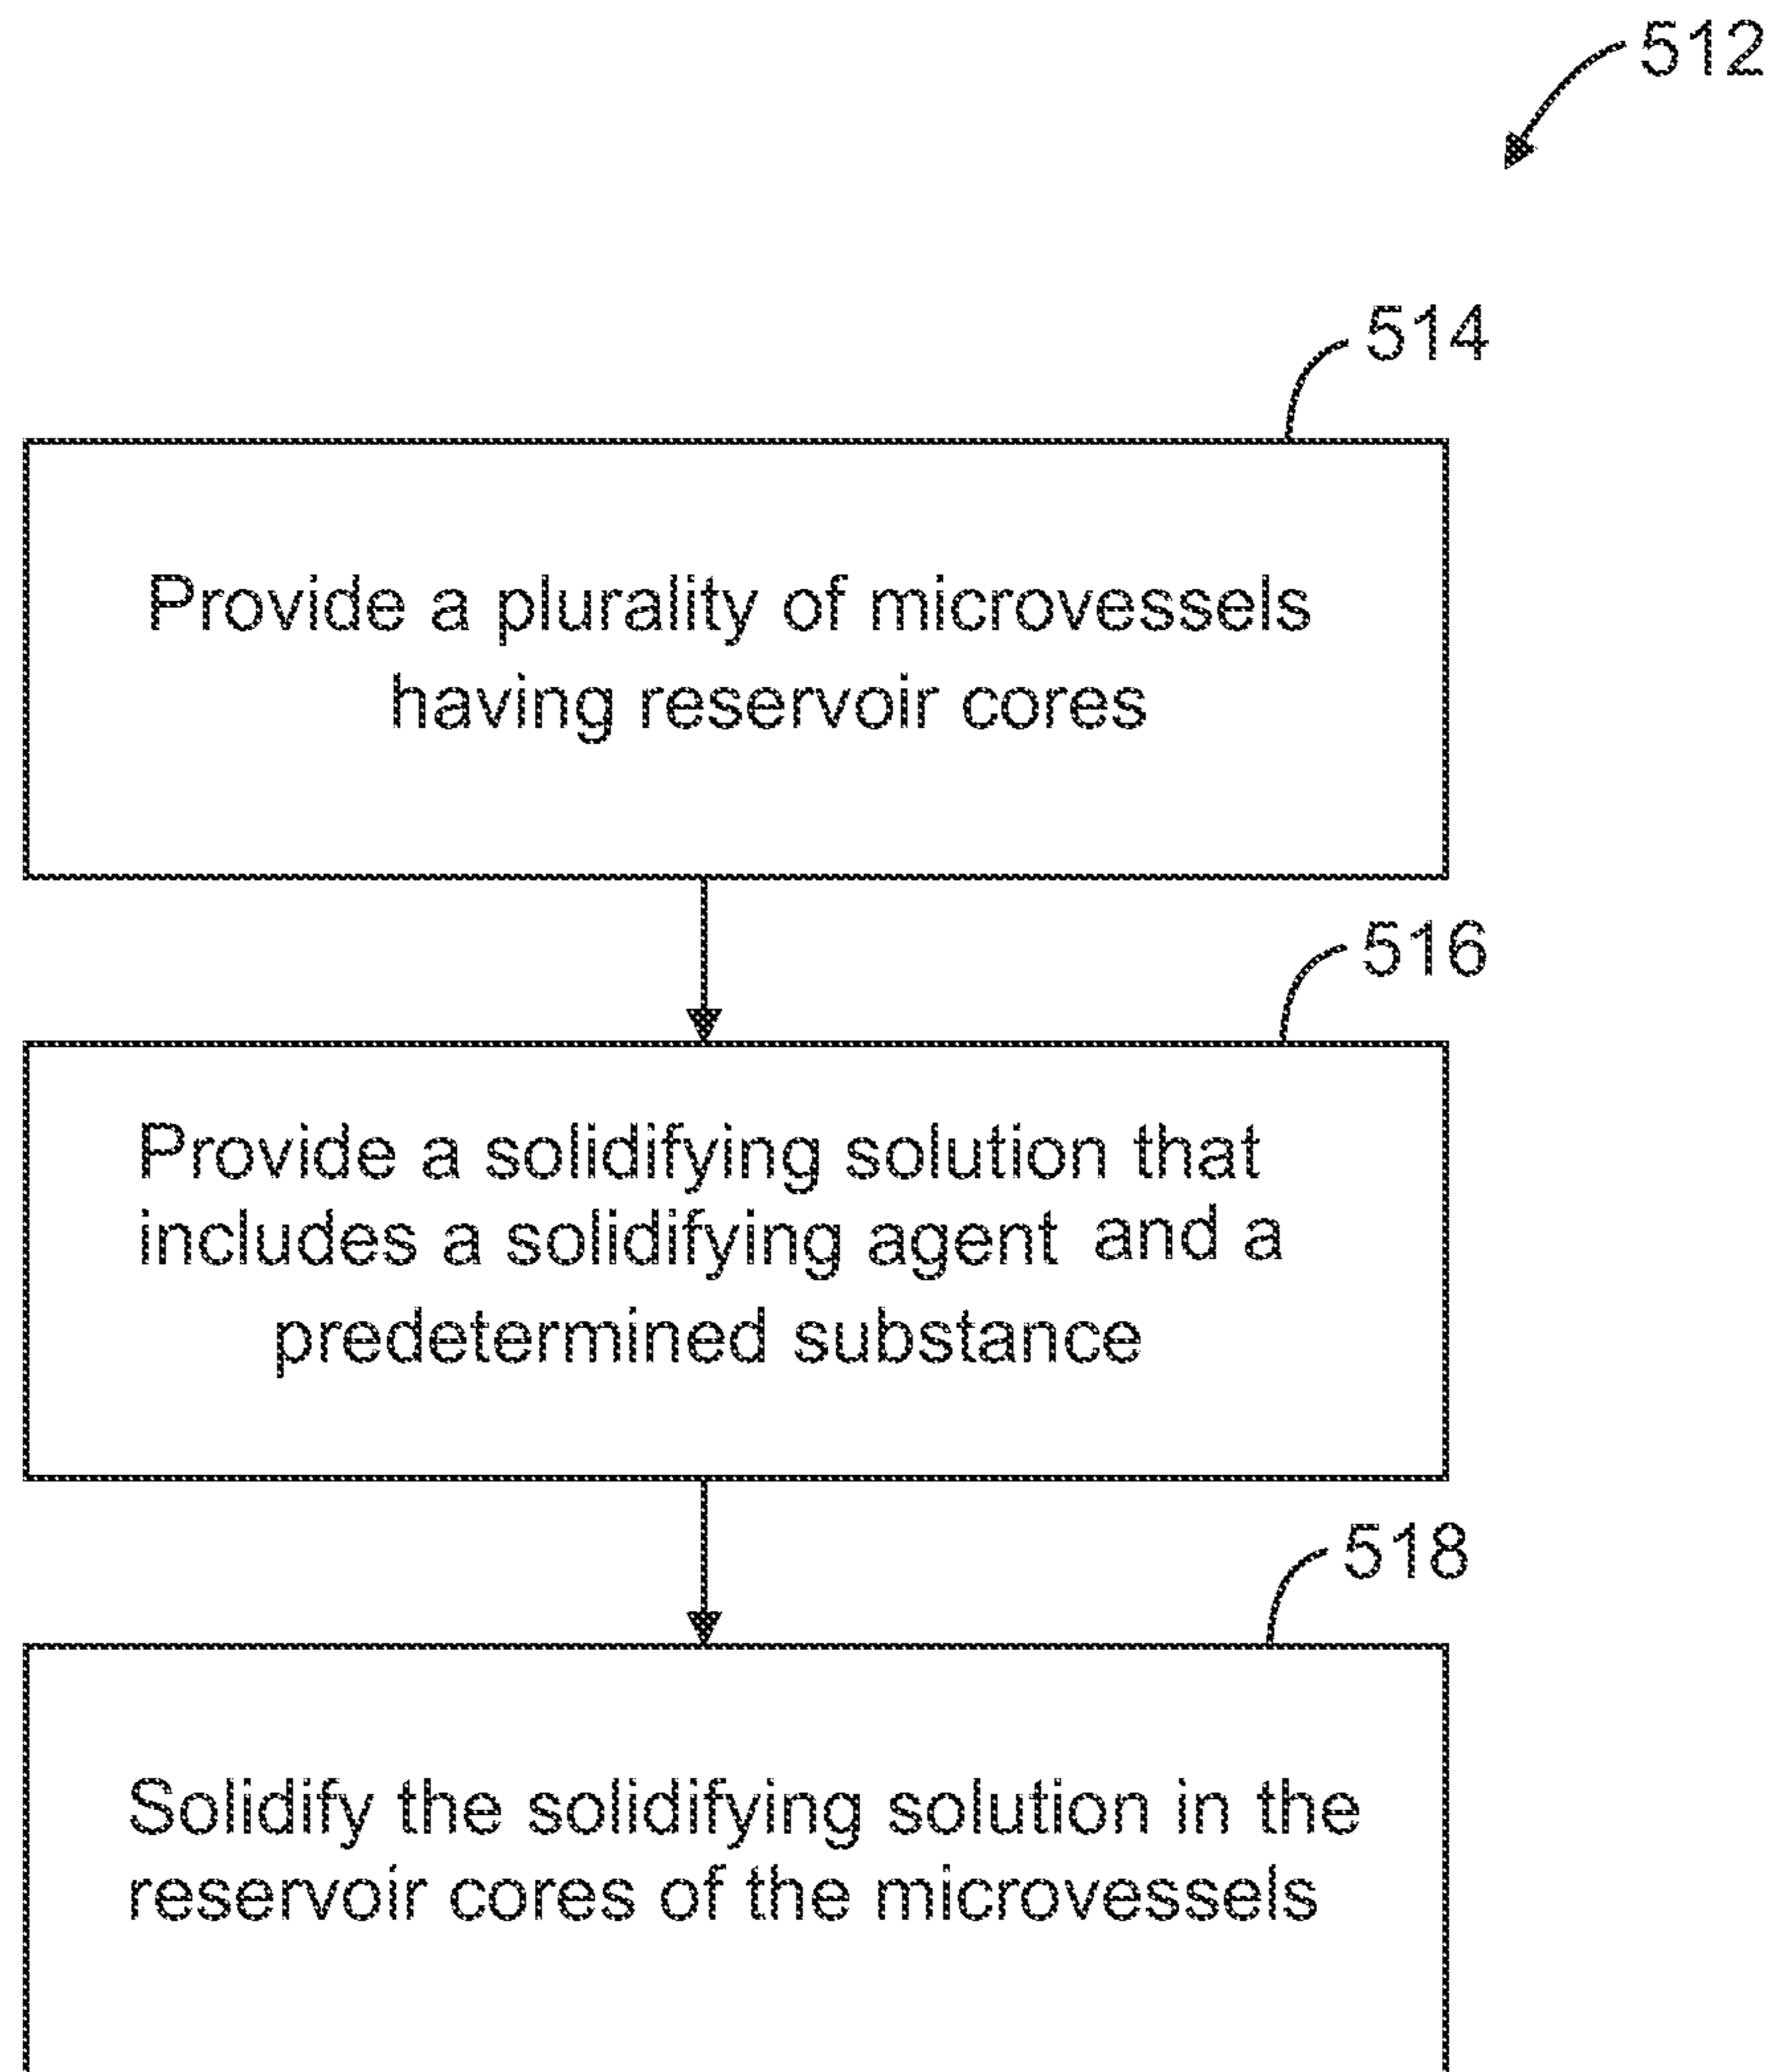 512
514
Provide a plurality of microvessels
having reservoir cores
516
Provide a solidifying solution that
includes a solidifying agent and a
predetermined substance
518
Solidify the solidifying solution in the
reservoir cores of the microvessels